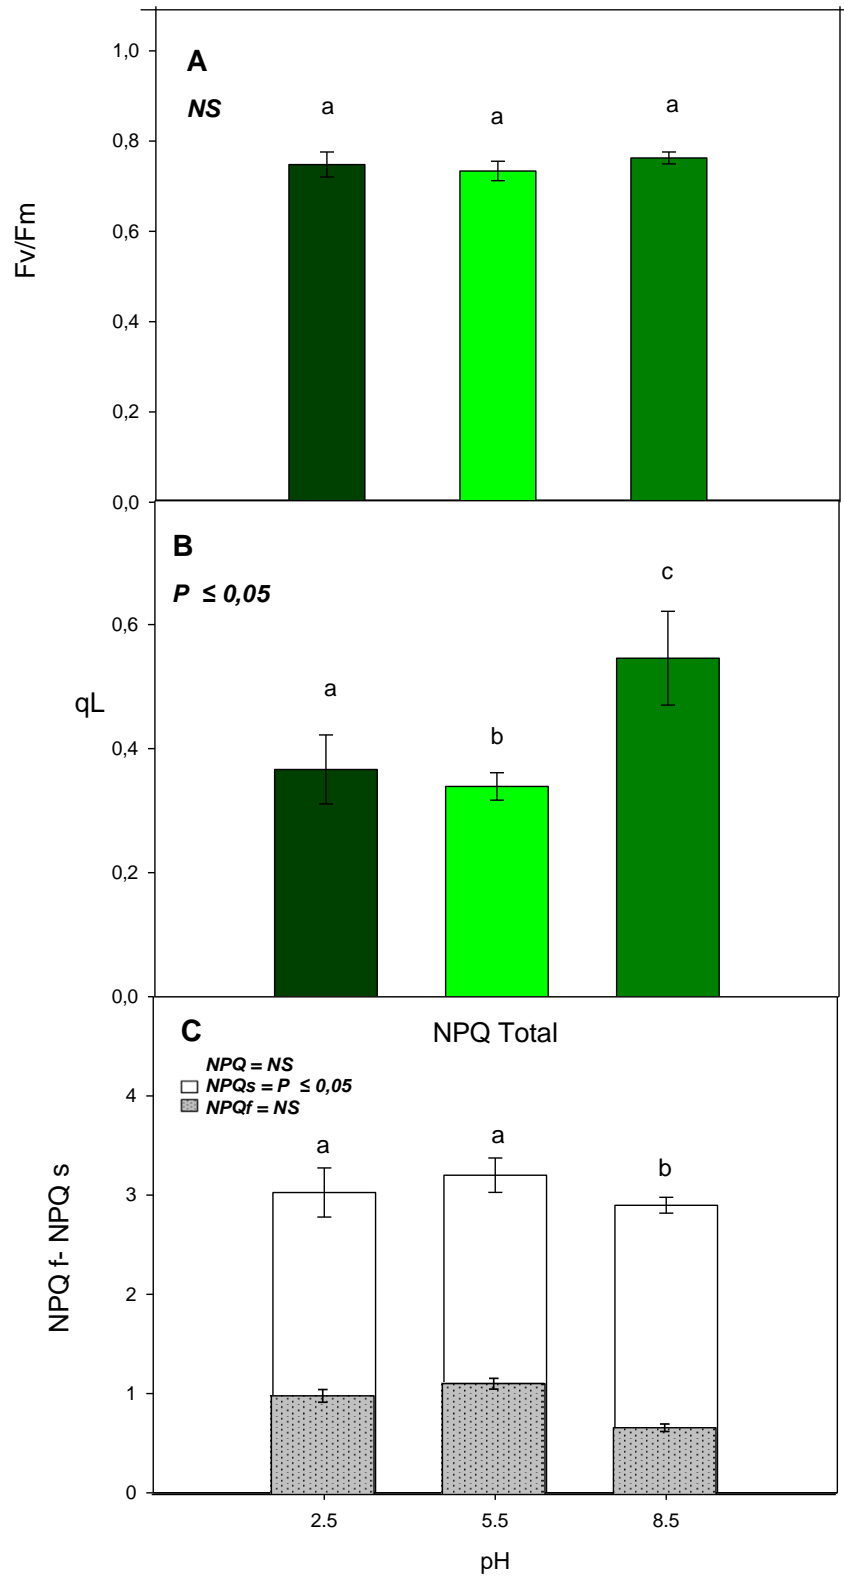 1,0
A
a
a
a
NS
0,8
0,6
Fv/Fm
0,4
0,2
0,0
B
c
P ≤ 0,05
0,6
a
qL
b
0,4
0,2
0,0
C
NPQ Total
NPQ = NS
NPQs = P ≤ 0,05
NPQf = NS
4
a
a
b
3
NPQ f- NPQ s
2
1
0
2.5 5.5 8.5
pH